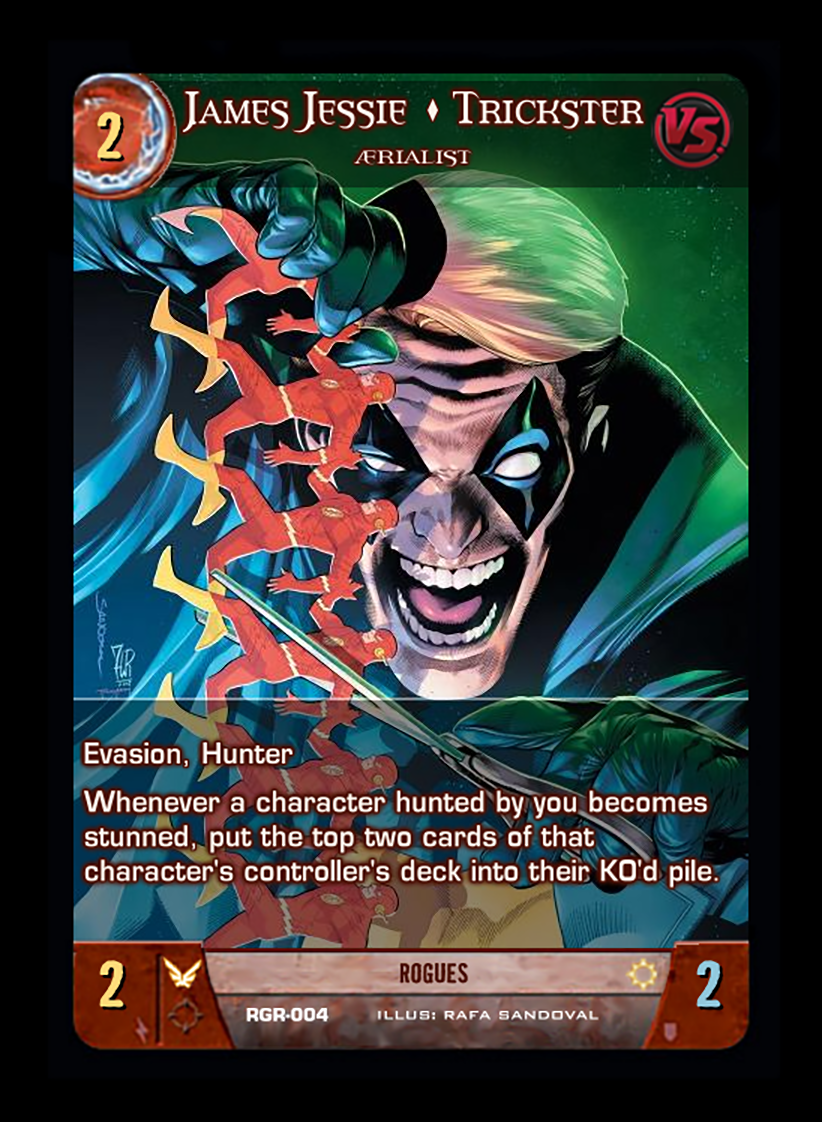 2
James Jessie ♦ Trickster
VS.
Ærialist
Evasion, Hunter
Whenever a character hunted by you becomes
stunned, put the top two cards of that
character's controller's deck into their KO'd pile.
2
ROGUES
2
RGR-004 ILLUS: RAFA SANDOVAL